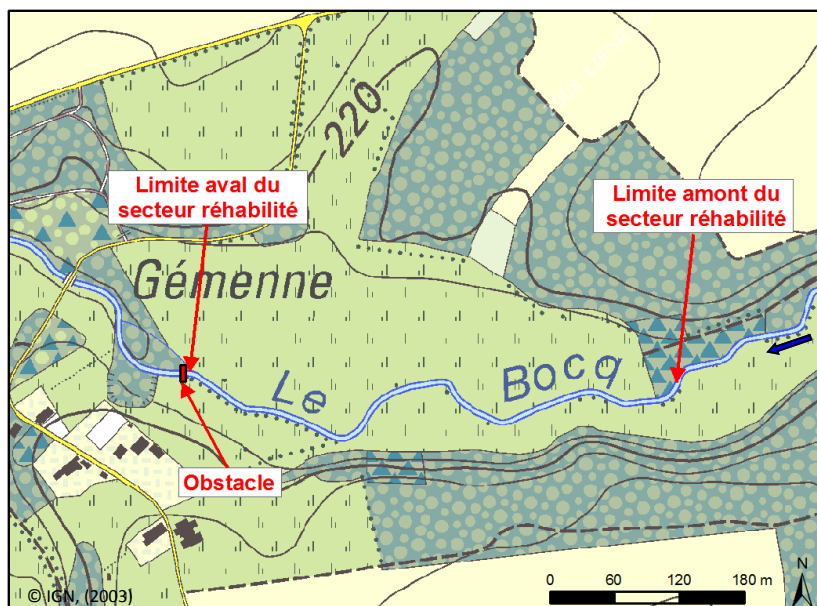 220
Limite aval du
secteur réhabilité
Limite amont du
secteur réhabilité
Gémenne
Le Bocq
Obstacle
0 60 120 180 m
N
© IGN, (2003)